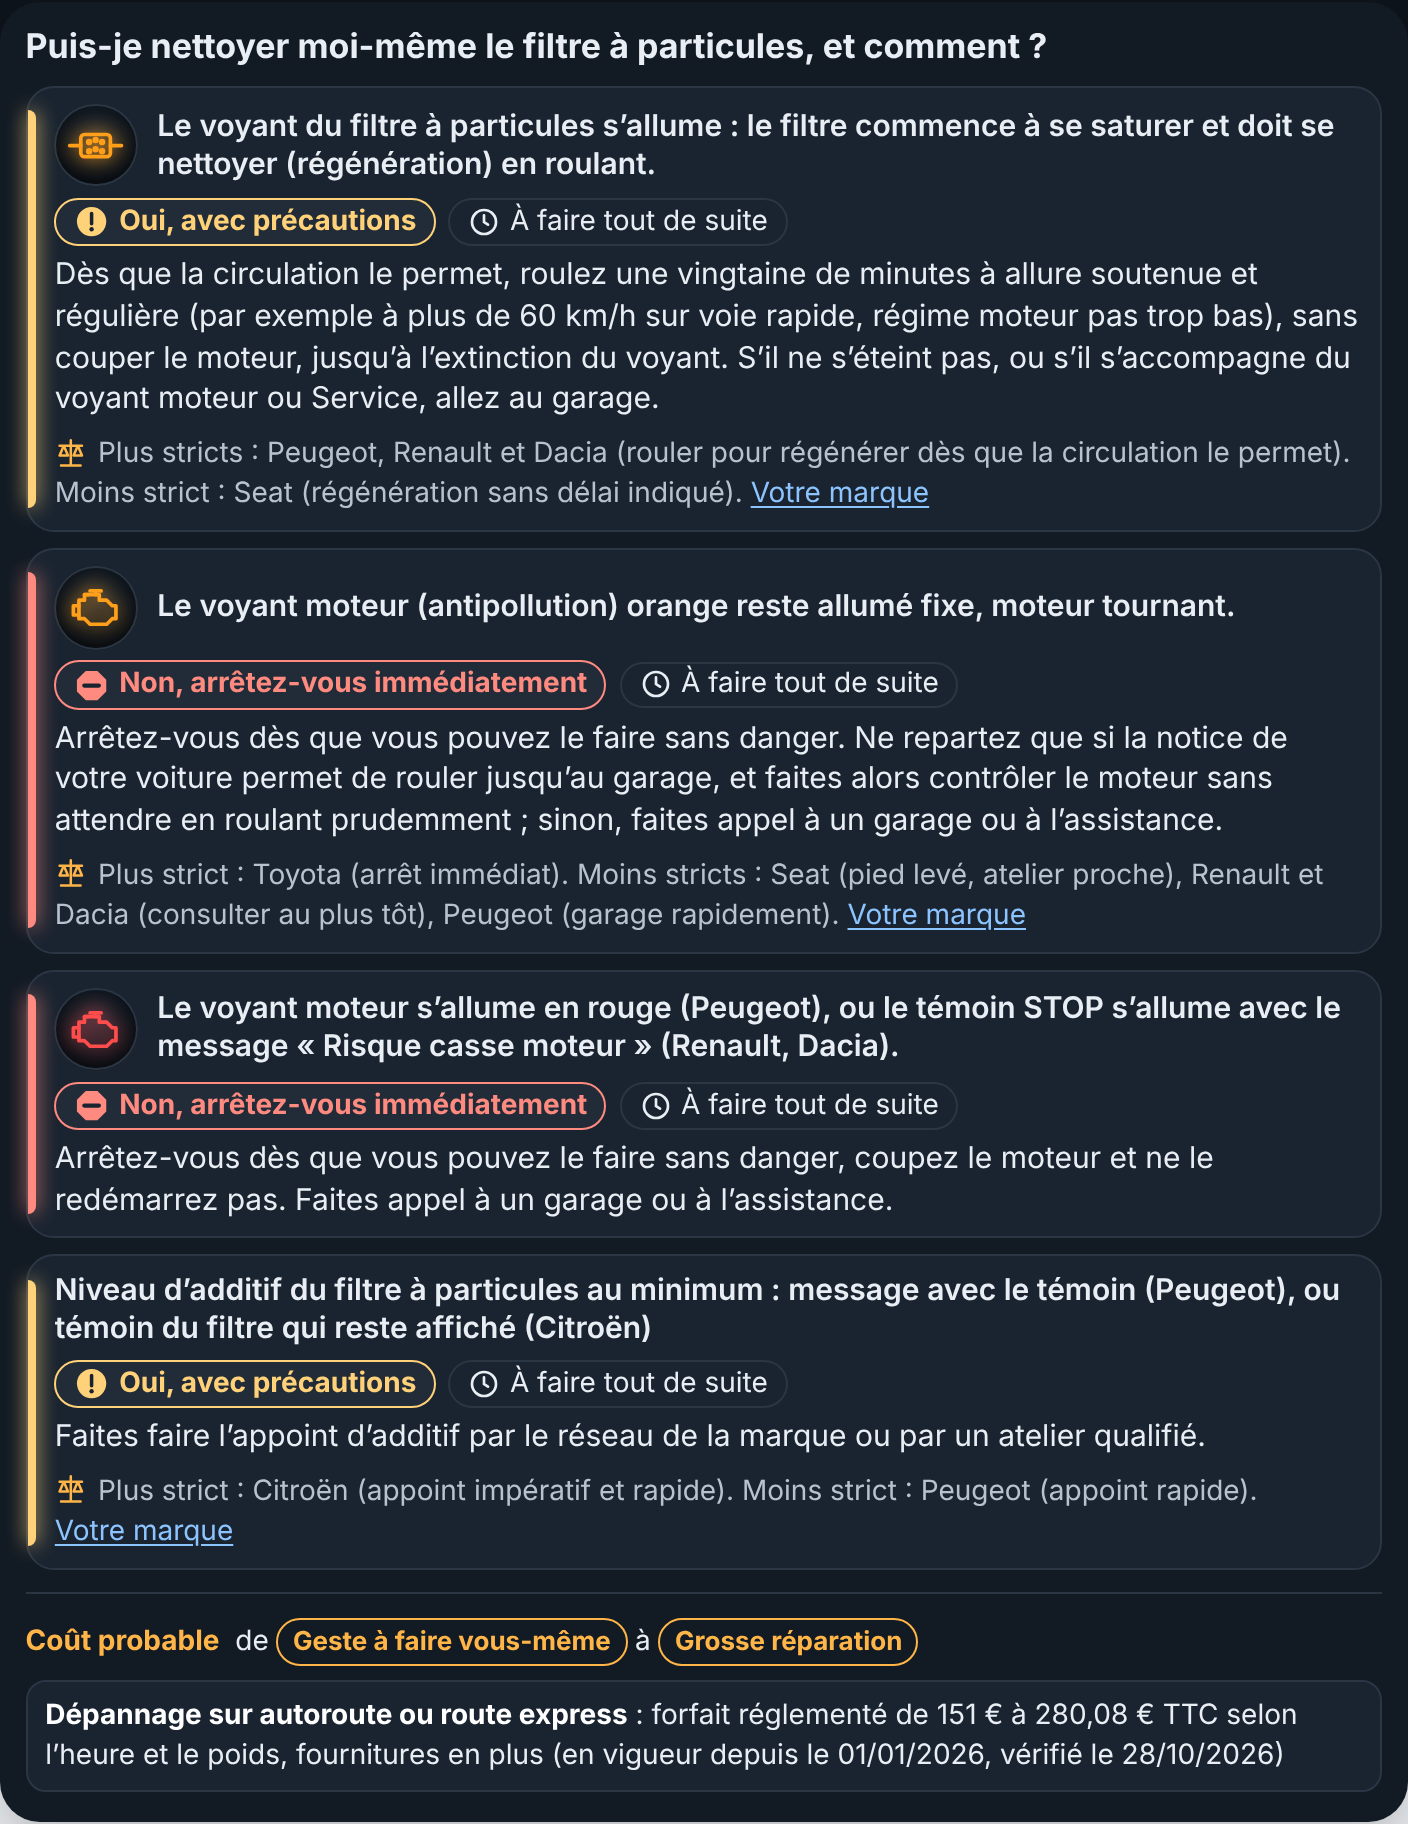 Puis-je nettoyer moi-même le filtre à particules, et comment ?
Le voyant du filtre à particules s’allume : le filtre commence à se saturer et doit se
nettoyer (régénération) en roulant.
Oui, avec précautions
À faire tout de suite
Dès que la circulation le permet, roulez une vingtaine de minutes à allure soutenue et
régulière (par exemple à plus de 60 km/h sur voie rapide, régime moteur pas trop bas), sans
couper le moteur, jusqu’à l’extinction du voyant. S’il ne s’éteint pas, ou s’il s’accompagne du
voyant moteur ou Service, allez au garage.
Plus stricts : Peugeot, Renault et Dacia (rouler pour régénérer dès que la circulation le permet).
Moins strict : Seat (régénération sans délai indiqué). Votre marque
Le voyant moteur (antipollution) orange reste allumé fixe, moteur tournant.
Non, arrêtez-vous immédiatement
À faire tout de suite
Arrêtez-vous dès que vous pouvez le faire sans danger. Ne repartez que si la notice de
votre voiture permet de rouler jusqu’au garage, et faites alors contrôler le moteur sans
attendre en roulant prudemment ; sinon, faites appel à un garage ou à l’assistance.
Plus strict : Toyota (arrêt immédiat). Moins stricts : Seat (pied levé, atelier proche), Renault et
Dacia (consulter au plus tôt), Peugeot (garage rapidement). Votre marque
Le voyant moteur s’allume en rouge (Peugeot), ou le témoin STOP s’allume avec le
message « Risque casse moteur » (Renault, Dacia).
Non, arrêtez-vous immédiatement
À faire tout de suite
Arrêtez-vous dès que vous pouvez le faire sans danger, coupez le moteur et ne le
redémarrez pas. Faites appel à un garage ou à l’assistance.
Niveau d’additif du filtre à particules au minimum : message avec le témoin (Peugeot), ou
témoin du filtre qui reste affiché (Citroën)
Oui, avec précautions
À faire tout de suite
Faites faire l’appoint d’additif par le réseau de la marque ou par un atelier qualifié.
Plus strict : Citroën (appoint impératif et rapide). Moins strict : Peugeot (appoint rapide).
Votre marque
Coût probable de Geste à faire vous-même à Grosse réparation
Dépannage sur autoroute ou route express : forfait réglementé de 151 € à 280,08 € TTC selon
l’heure et le poids, fournitures en plus (en vigueur depuis le 01/01/2026, vérifié le 28/10/2026)